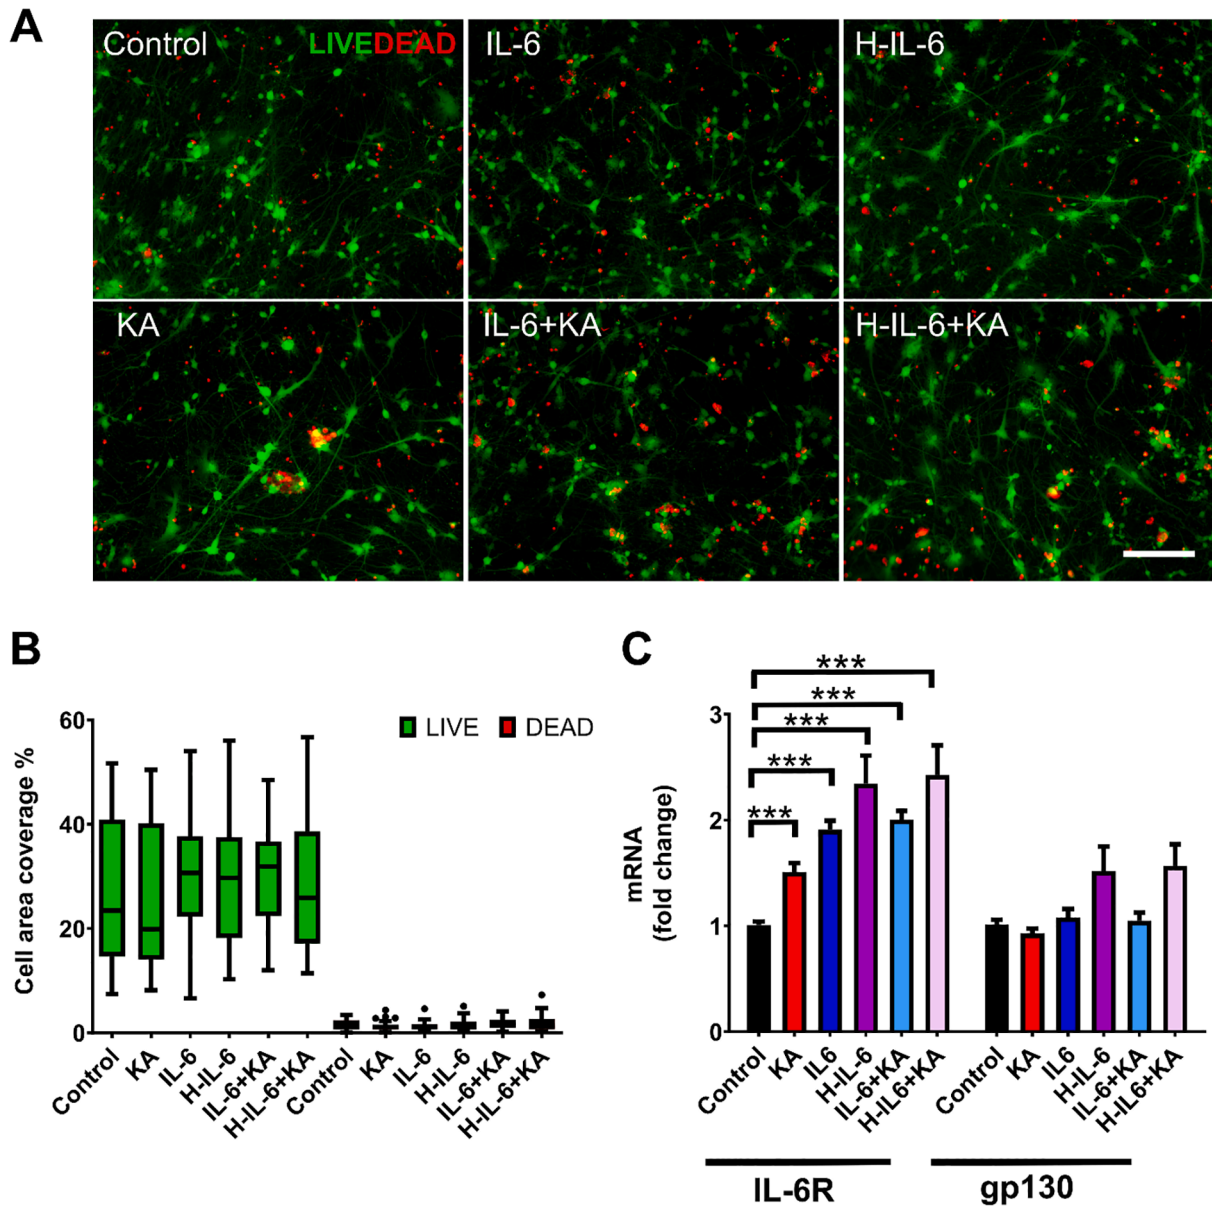 A
Control
LIVEDEAD
IL-6
H-IL-6
KA
IL-6+KA
H-IL-6+KA
B
Cell area coverage %
60
40
20
0
LIVE
DEAD
Control
KA
IL-6
H-IL-6
IL-6+KA
H-IL-6+KA
Control
KA
IL-6
H-IL-6
IL-6+KA
H-IL-6+KA
C
mRNA
(fold change)
3
2
1
0
***
***
***
***
***
Control
KA
IL6
H-IL-6
IL-6+KA
H-IL6+KA
Control
KA
IL6
H-IL-6
IL-6+KA
H-IL6+KA
IL-6R
gp130